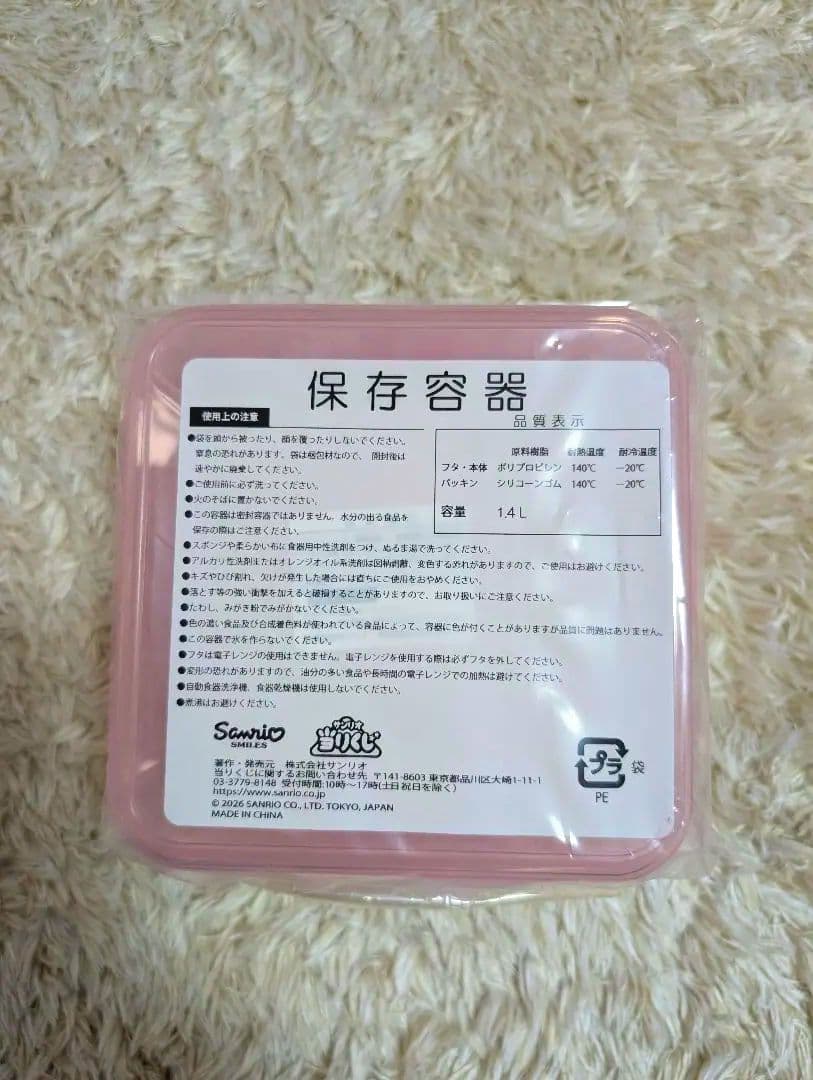 保存容器
使用上の注意
●袋を頭から被ったり、顔を覆ったりしないでください。
窒息の恐れがあります。袋は梱包材なので、開封後は
速やかに廃棄してください。
●ご使用前に必ず洗ってください。
●火のそばに置かないでください。
●この容器は密封容器ではありません。水分の出る食品を
保存の際はご注意ください。
品質表示
原料樹脂 耐熱温度 耐冷温度
フタ・本体 ポリプロピレン 140℃ －20℃
パッキン シリコーンゴム 140℃ －20℃
容量 1.4 L
●スポンジや柔らかい布に食器用中性洗剤をつけ、ぬるま湯で洗ってください。
●アルカリ性洗剤またはオレンジオイル系洗剤は図柄剥離、変色する恐れがありますので、ご使用はお避けください。
●キズやひび割れ、欠けが発生した場合には直ちにご使用をおやめください。
●落とす等の強い衝撃を加えると破損することがありますので、お取り扱いにご注意ください。
●たわし、みがき粉でみがかないでください。
●色の濃い食品及び合成着色料が使われている食品によって、容器に色が付くことがありますが品質に問題はありません。
●この容器で氷を作らないでください。
●フタは電子レンジの使用はできません。電子レンジを使用する際は必ずフタを外してください。
●変形の恐れがありますので、油分の多い食品や長時間の電子レンジでの加熱は避けてください。
●自動食器洗浄機、食器乾燥機は使用しないでください。
●煮沸はお避けください。
Sanrio
SMILES
サンリオ
当りくじ
著作・発売元 株式会社サンリオ
当りくじに関するお問い合わせ先 〒141-8603 東京都品川区大崎1-11-1
03-3779-8148 受付時間:10時～17時(土日祝日を除く)
https://www.sanrio.co.jp
© 2026 SANRIO CO., LTD. TOKYO, JAPAN
MADE IN CHINA
プラ 袋
PE